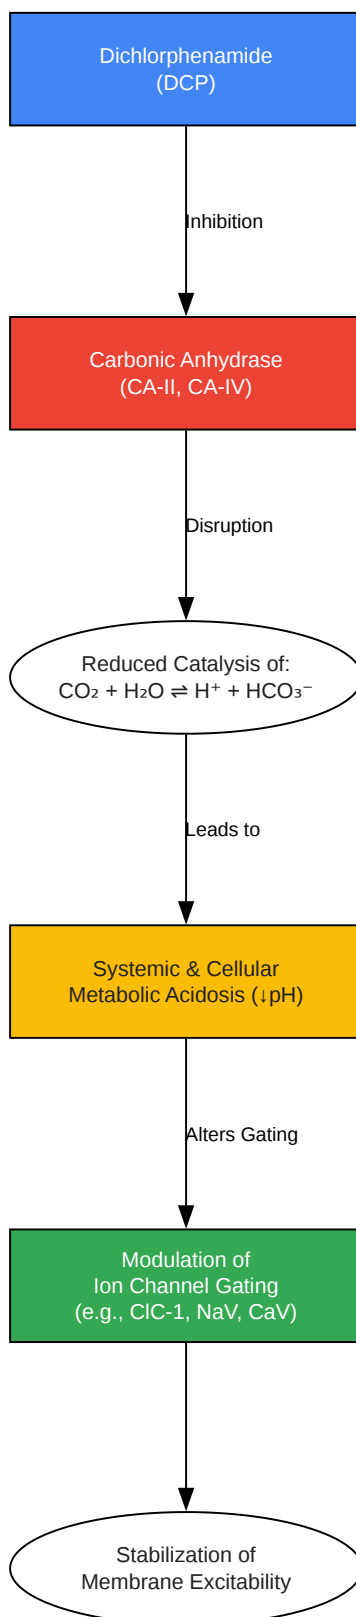 Dichlorphenamide
(DCP)
Inhibition
Carbonic Anhydrase
(CA-II, CA-IV)
Disruption
Reduced Catalysis of:
CO₂ + H₂O ⇌ H⁺ + HCO₃⁻
Leads to
Systemic & Cellular
Metabolic Acidosis (↓pH)
Alters Gating
Modulation of
Ion Channel Gating
(e.g., ClC-1, NaV, CaV)
Stabilization of
Membrane Excitability